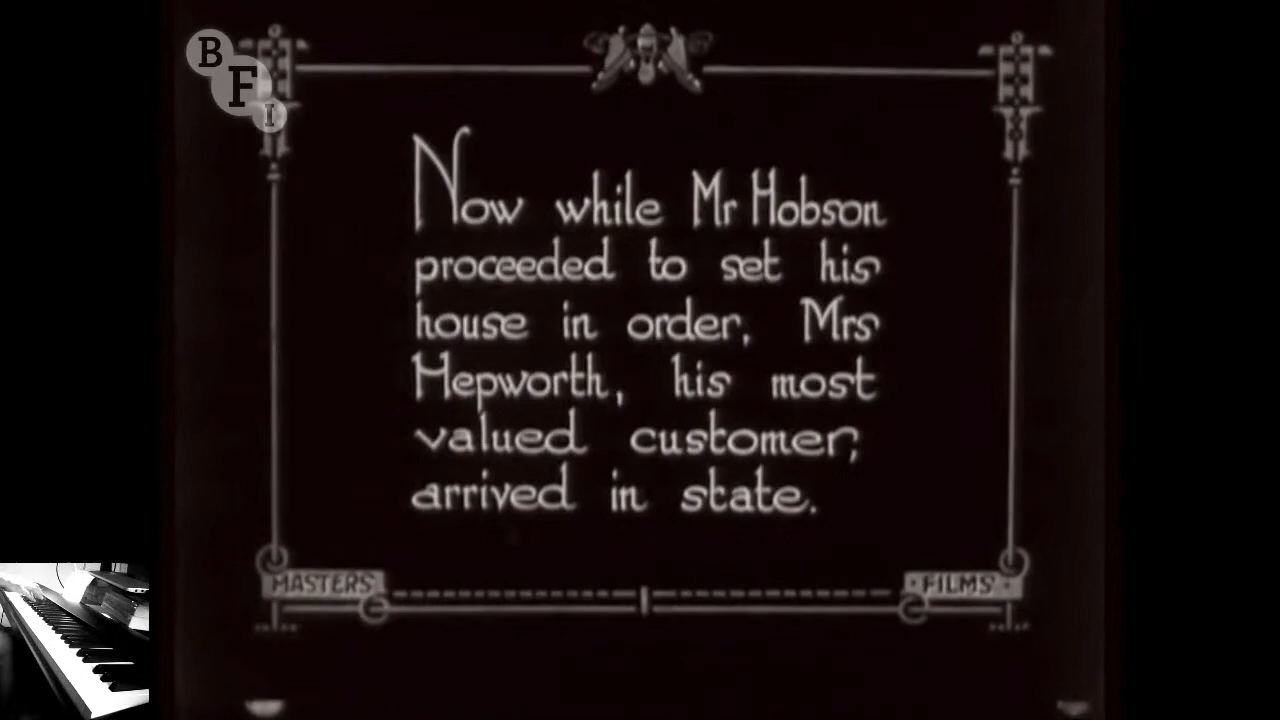 BFI
Now while Mr Hobson
proceeded to set his
house in order, Mrs
Hepworth, his most
valued customer,
arrived in state.
MASTERS
FILMS